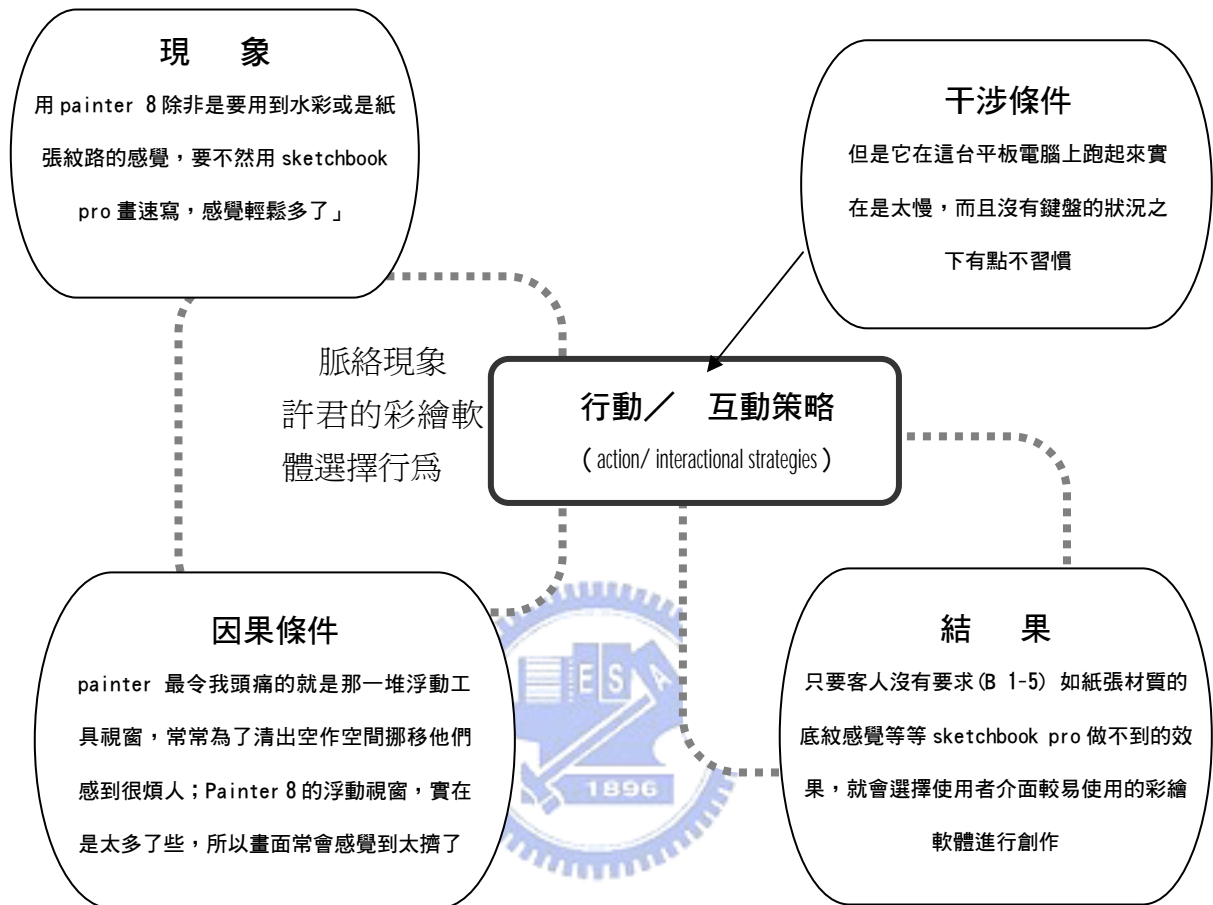 現　象
用 painter 8 除非是要用到水彩或是紙
張紋路的感覺，要不然用 sketchbook
pro 畫速寫，感覺輕鬆多了」
干涉條件
但是它在這台平板電腦上跑起來實
在是太慢，而且沒有鍵盤的狀況之
下有點不習慣
脈絡現象
許君的彩繪軟
體選擇行為
行動／　互動策略
（action/ interactional strategies）
因果條件
painter 最令我頭痛的就是那一堆浮動工
具視窗，常常為了清出空作空間挪移他們
感到很煩人；Painter 8 的浮動視窗，實在
是太多了些，所以畫面常會感覺到太擠了
結　果
只要客人沒有要求(B 1-5) 如紙張材質的
底紋感覺等等 sketchbook pro 做不到的效
果，就會選擇使用者介面較易使用的彩繪
軟體進行創作
E S A
1896